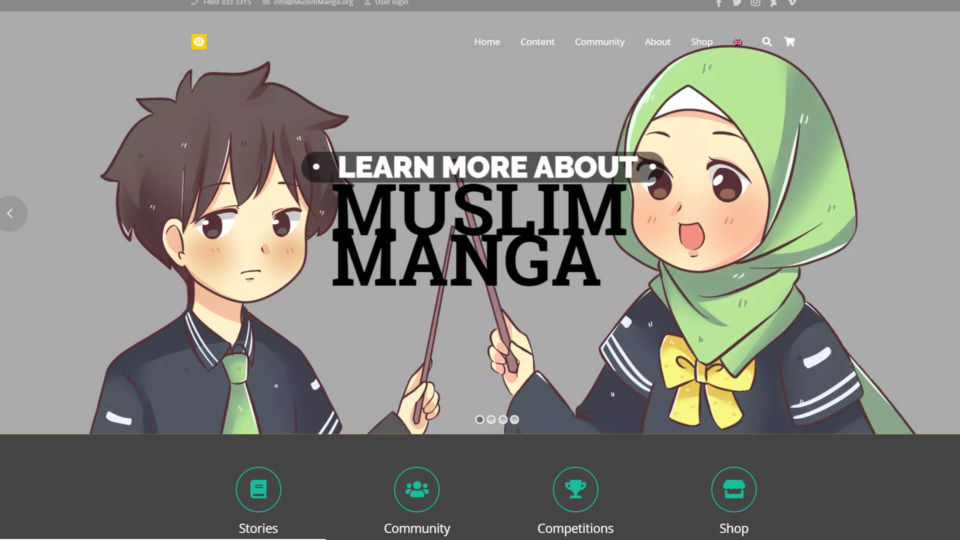 +469 333 3315 info@MuslimManga.org User login
Home Content Community About Shop
LEARN MORE ABOUT
MUSLIM
MANGA
Stories Community Competitions Shop